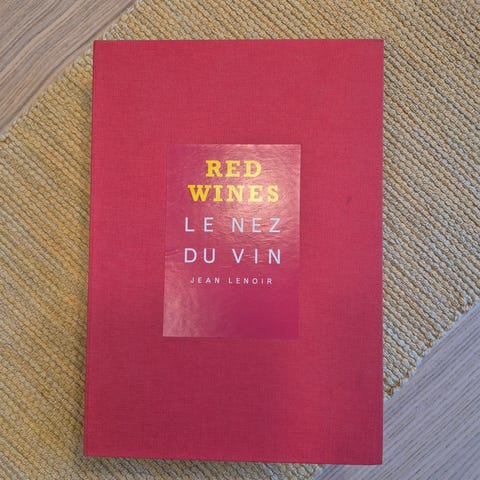 RED
WINES
LE NEZ
DU VIN
JEAN LENOIR